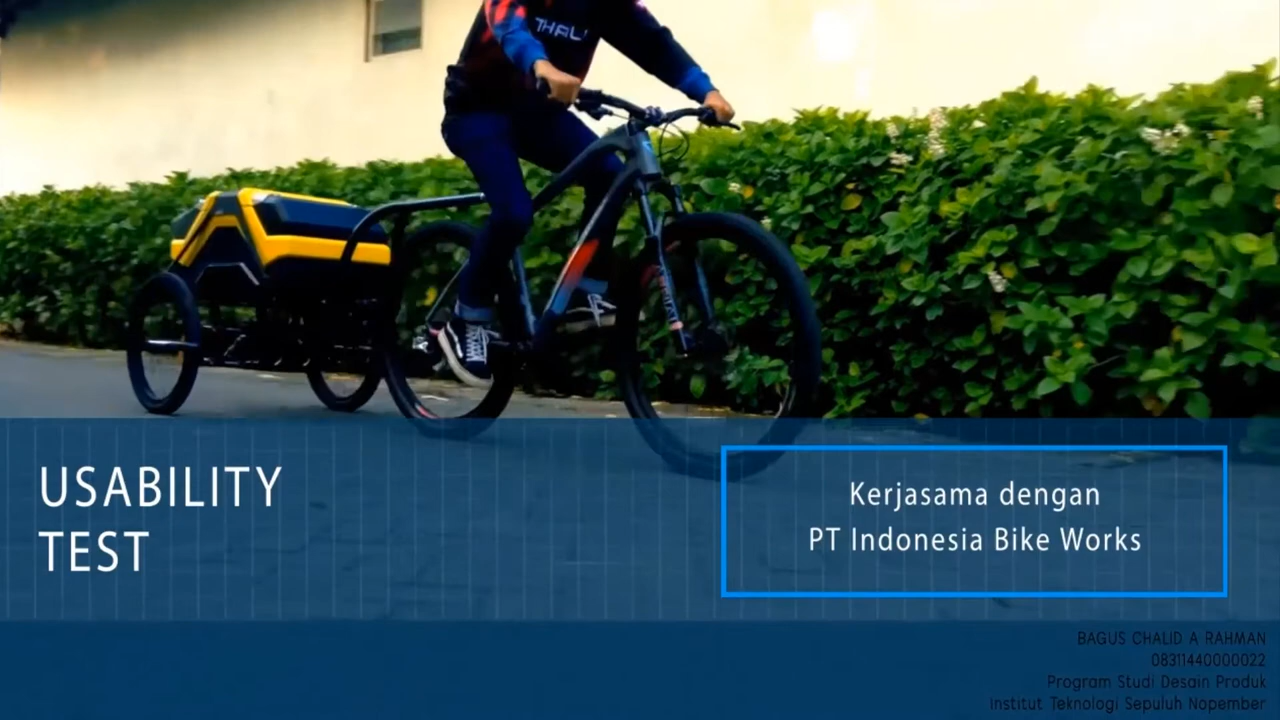 USABILITY
TEST
Kerjasama dengan
PT Indonesia Bike Works
BAGUS CHALID A RAHMAN
08311440000022
Program Studi Desain Produk
Institut Teknologi Sepuluh Nopember